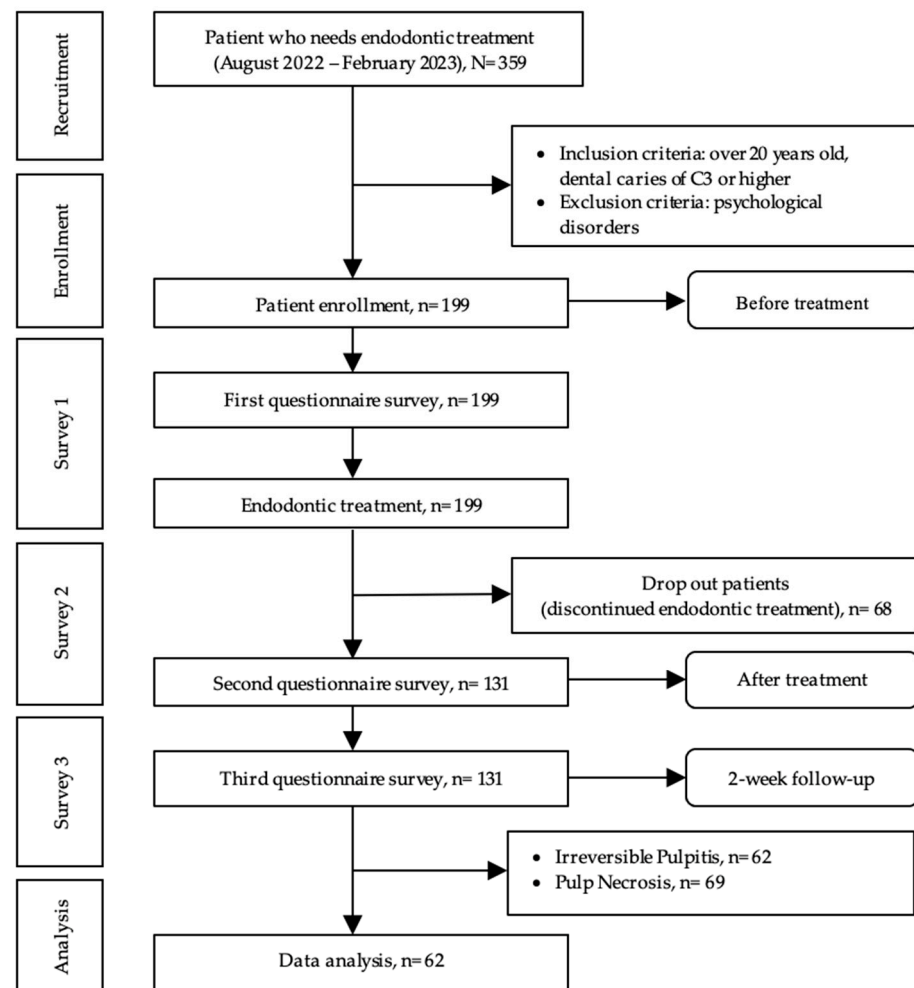 Recruitment
Patient who needs endodontic treatment
(August 2022 – February 2023), N= 359
• Inclusion criteria: over 20 years old,
dental caries of C3 or higher
• Exclusion criteria: psychological
disorders
Enrollment
Patient enrollment, n= 199
Before treatment
Survey 1
First questionnaire survey, n= 199
Endodontic treatment, n= 199
Survey 2
Drop out patients
(discontinued endodontic treatment), n= 68
Second questionnaire survey, n= 131
After treatment
Survey 3
Third questionnaire survey, n= 131
2-week follow-up
• Irreversible Pulpitis, n= 62
• Pulp Necrosis, n= 69
Analysis
Data analysis, n= 62